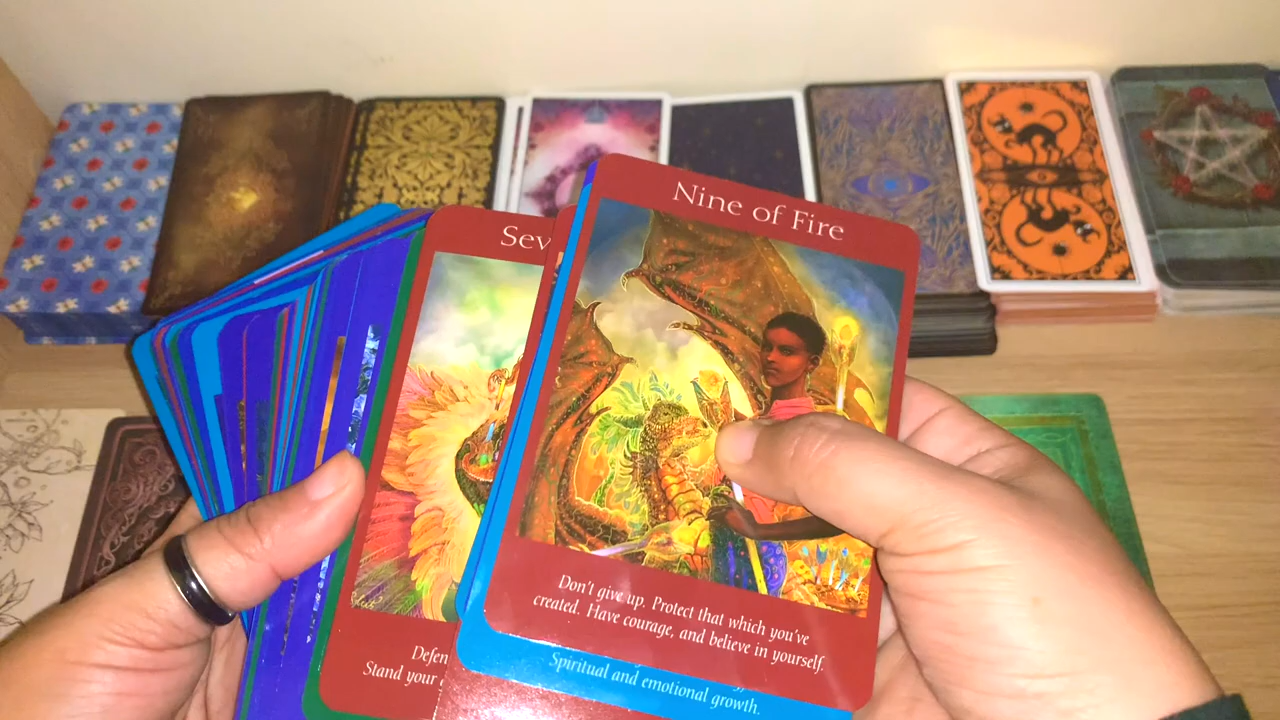 Nine of Fire
Don't give up. Protect that which you've
created. Have courage, and believe in yourself.
Spiritual and emotional growth.
Sev
Defen
Stand your